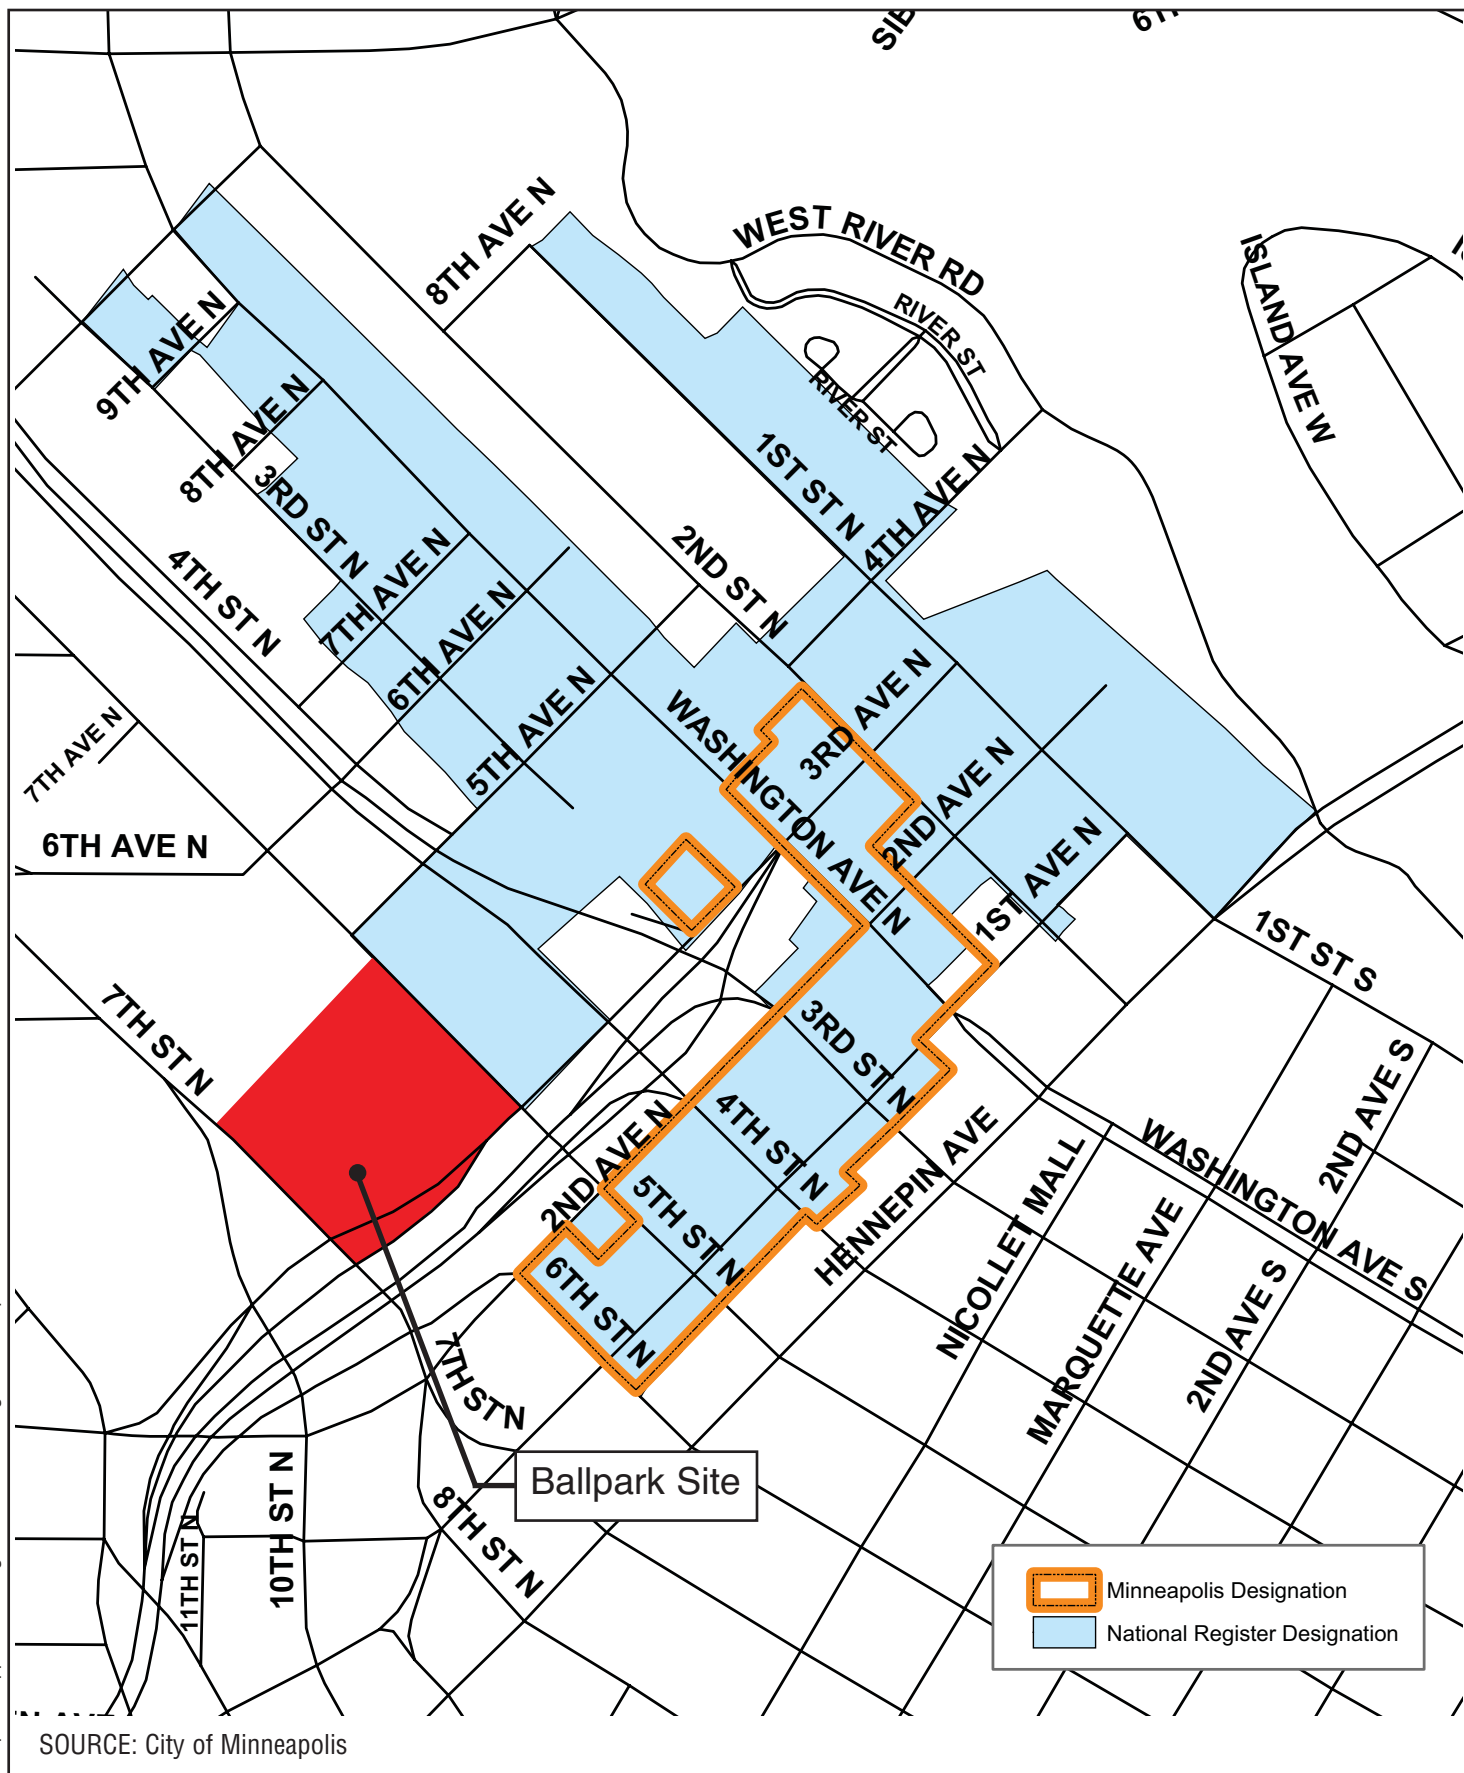 SIB
6TH
8TH AVE N
WEST RIVER RD
RIVER ST
RIVER ST
ISLAND AVE W
9TH AVE N
8TH AVE N
3RD ST N
1ST ST N
4TH AVE N
4TH ST N
7TH AVE N
2ND ST N
6TH AVE N
5TH AVE N
WASHINGTON AVE N
3RD AVE N
2ND AVE N
1ST AVE N
7TH AVE N
6TH AVE N
1ST ST S
7TH ST N
3RD ST N
4TH ST N
2ND AVE N
5TH ST N
6TH ST N
HENNEPIN AVE
NICOLLET MALL
MARQUETTE AVE
WASHINGTON AVE S
2ND AVE S
2ND AVE S
7TH ST N
8TH ST N
10TH ST N
11TH ST N
Ballpark Site
Minneapolis Designation
National Register Designation
SOURCE: City of Minneapolis